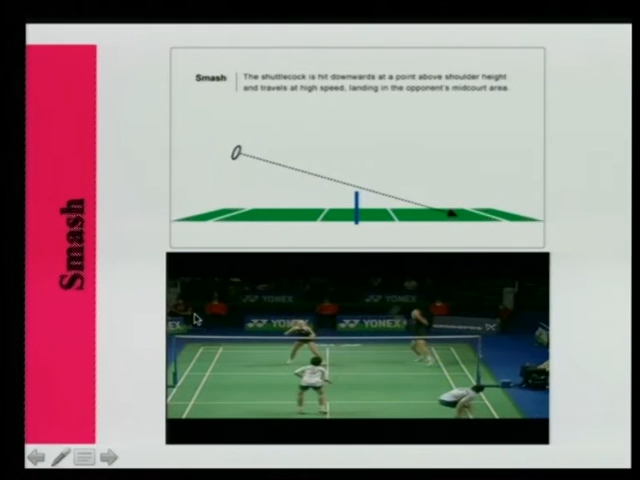 Smash
Smash
The shuttlecock is hit downwards at a point above shoulder height
and travels at high speed, landing in the opponent's midcourt area.
YONEX
YONEX
YONEX
YONEX
EX